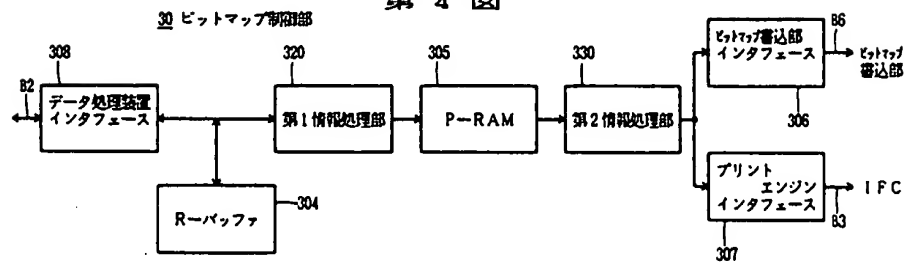 第 4 図
30 ビットマップ制御部
308
320
305
330
B2
データ処理装置
インタフェース
第1情報処理部
P−RAM
第2情報処理部
ビットマップ書込部
インタフェース
B6
ビットマップ
書込部
306
R−バッファ
304
プリント
エンジン
インタフェース
IFC
B3
307